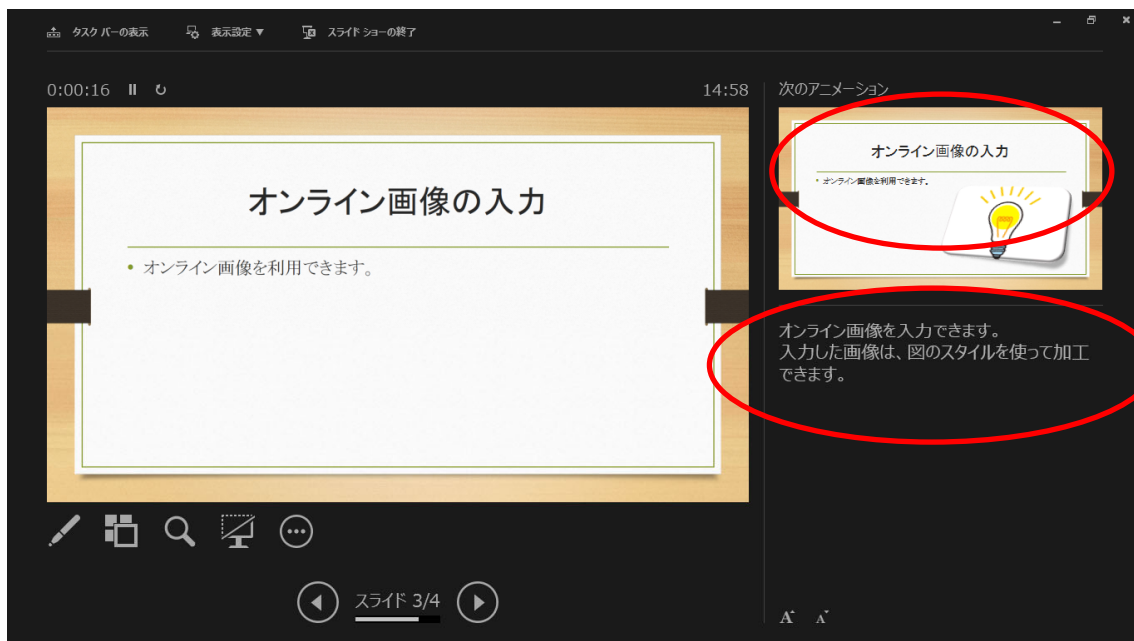 タスク バーの表示 表示設定 ▼ スライド ショーの終了
0:00:16 14:58
オンライン画像の入力
• オンライン画像を利用できます。
スライド 3/4
次のアニメーション
オンライン画像の入力
• オンライン画像を利用できます。
オンライン画像を入力できます。
入力した画像は、図のスタイルを使って加工
できます。
A A